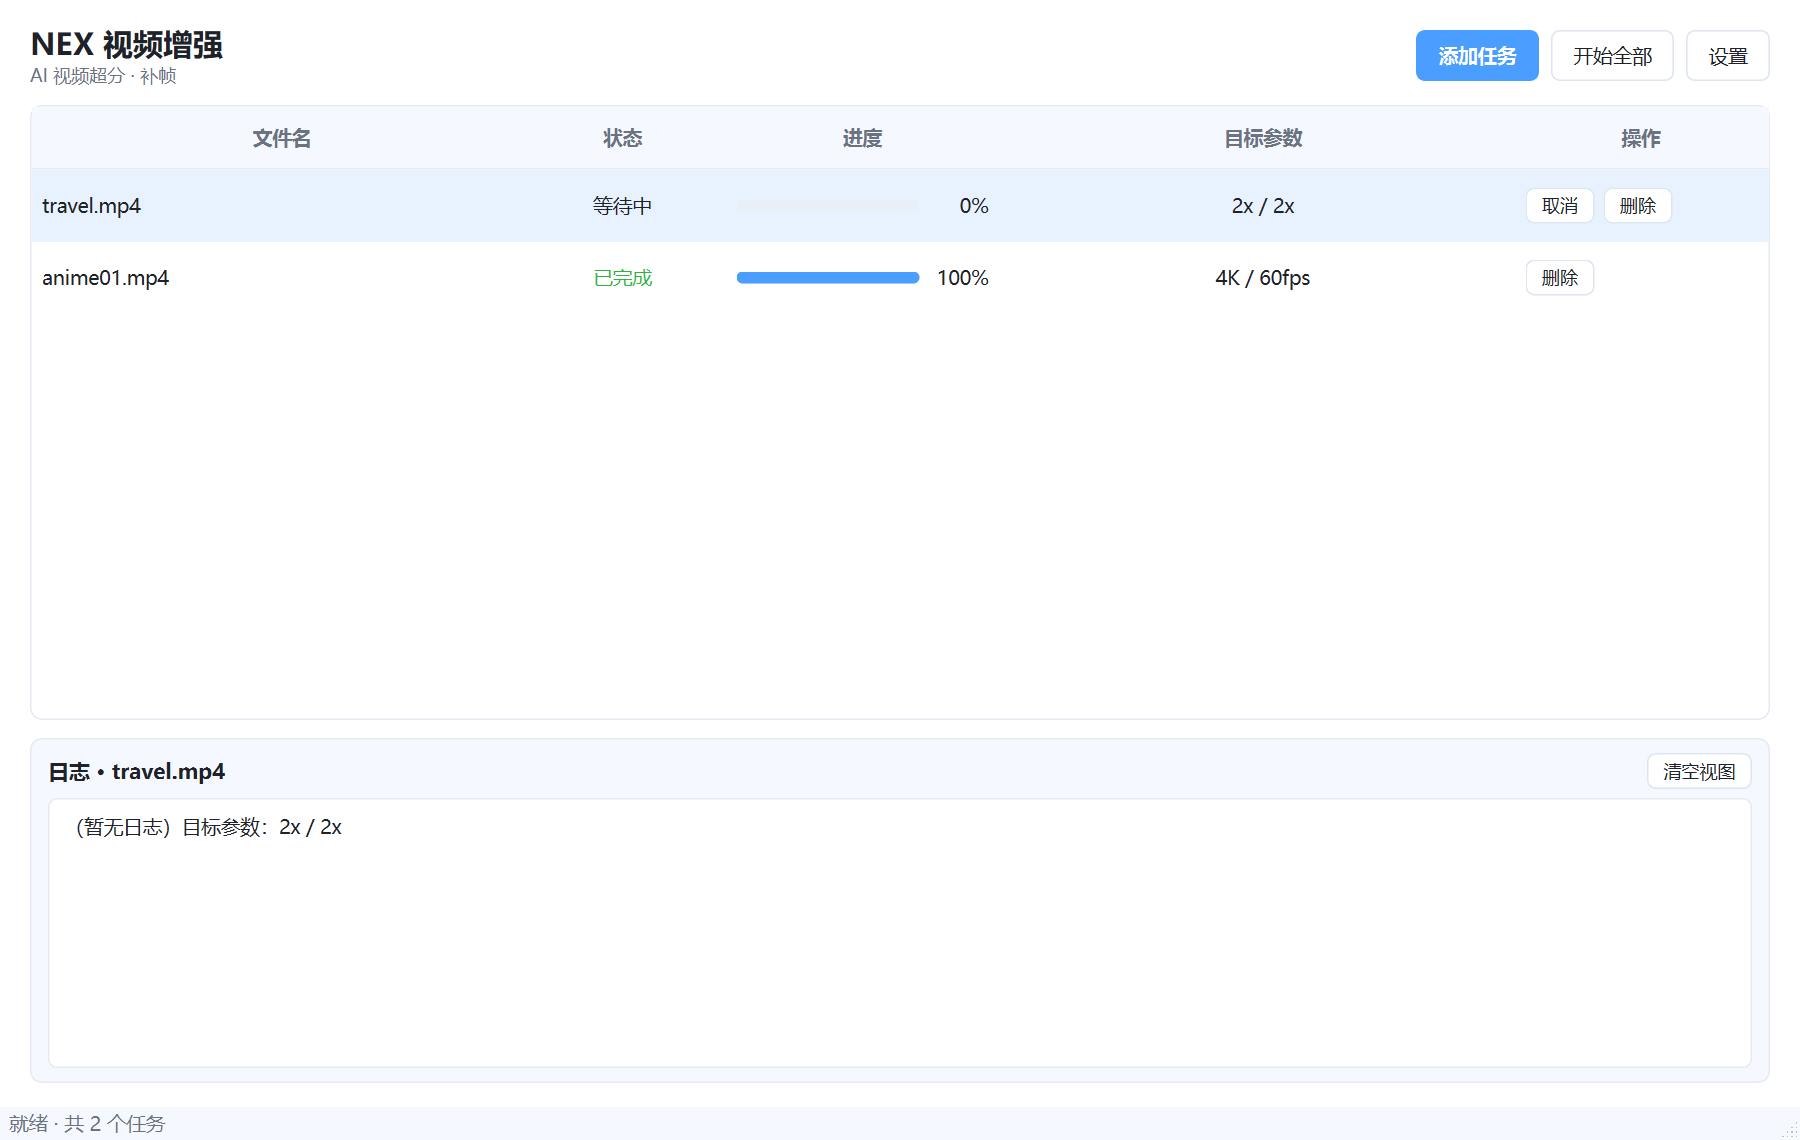 NEX 视频增强
AI 视频超分 · 补帧
添加任务 开始全部 设置
文件名 状态 进度 目标参数 操作
travel.mp4 等待中 0% 2x / 2x 取消 删除
anime01.mp4 已完成 100% 4K / 60fps 删除
日志 • travel.mp4 清空视图
（暂无日志）目标参数：2x / 2x
就绪 · 共 2 个任务